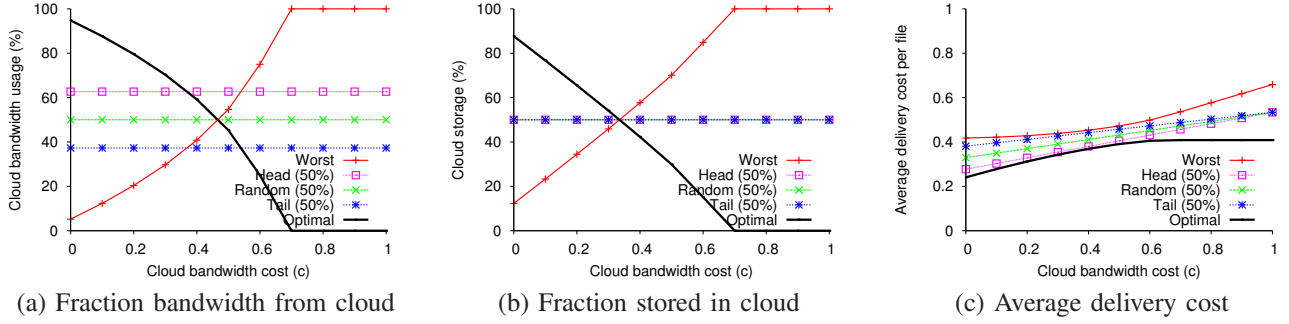 Cloud bandwidth usage (%)
100
80
60
40
20
0
0
0.2
0.4
0.6
0.8
1
Cloud bandwidth cost (c)
Worst
Head (50%)
Random (50%)
Tail (50%)
Optimal
(a) Fraction bandwidth from cloud
Cloud storage (%)
100
80
60
40
20
0
0
0.2
0.4
0.6
0.8
1
Cloud bandwidth cost (c)
Worst
Head (50%)
Random (50%)
Tail (50%)
Optimal
(b) Fraction stored in cloud
Average delivery cost per file
1
0.8
0.6
0.4
0.2
0
0
0.2
0.4
0.6
0.8
1
Cloud bandwidth cost (c)
Worst
Head (50%)
Random (50%)
Tail (50%)
Optimal
(c) Average delivery cost